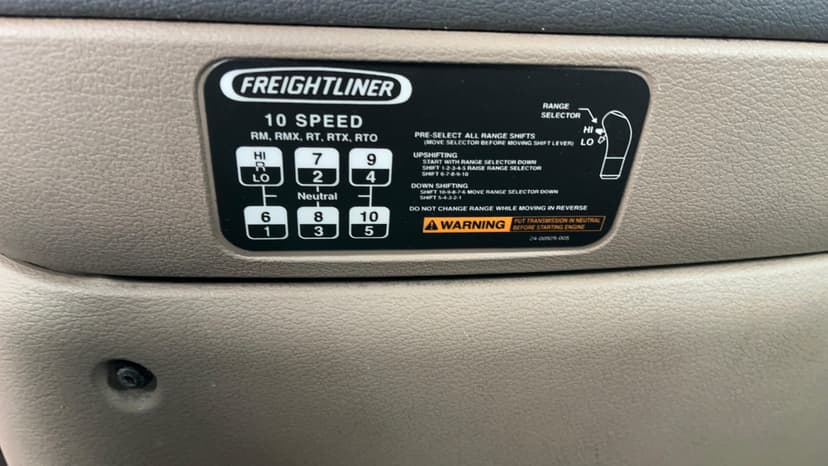 FREIGHTLINER
10 SPEED
RM, RMX, RT, RTX, RTO
HI 7 9
R
LO 2 4
Neutral
6 8 10
1 3 5
PRE-SELECT ALL RANGE SHIFTS
(MOVE SELECTOR BEFORE MOVING SHIFT LEVER)
UPSHIFTING
START WITH RANGE SELECTOR DOWN
SHIFT 1-2-3-4-5 RAISE RANGE SELECTOR
SHIFT 6-7-8-9-10
DOWN SHIFTING
SHIFT 10-9-8-7-6 MOVE RANGE SELECTOR DOWN
SHIFT 5-4-3-2-1
DO NOT CHANGE RANGE WHILE MOVING IN REVERSE
WARNING
PUT TRANSMISSION IN NEUTRAL
BEFORE STARTING ENGINE
24-00929-005
RANGE
SELECTOR
HI
LO